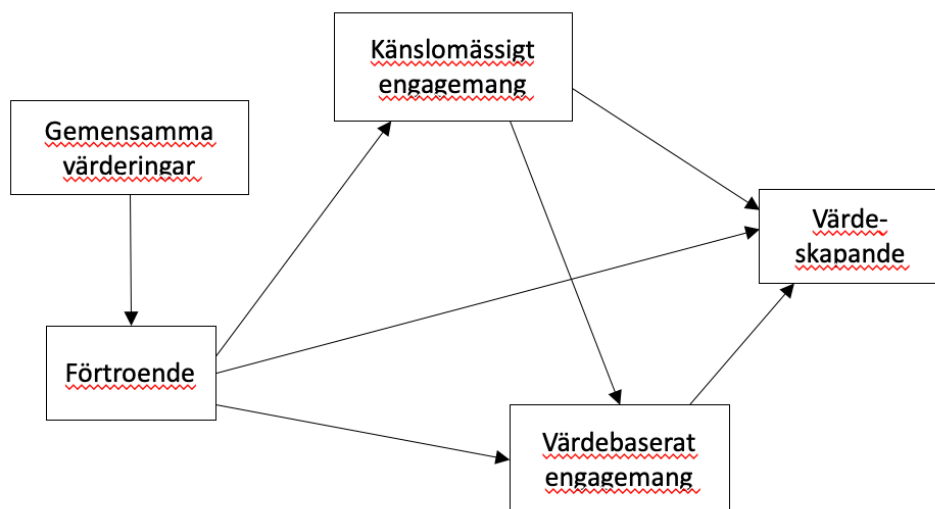 Känslomässigt
engagemang
Gemensamma
värderingar
Värde-
skapande
Förtroende
Värdebaserat
engagemang